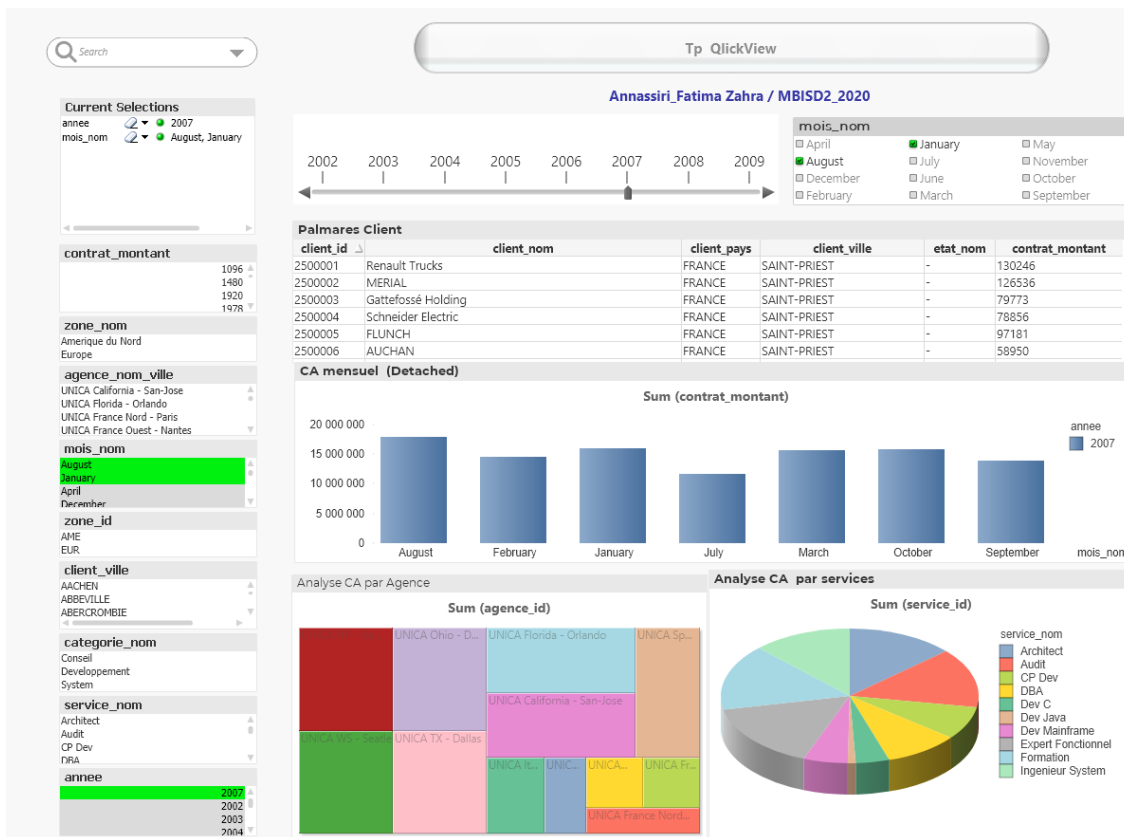 Search
Tp QlickView
Annassiri_Fatima Zahra / MBISD2_2020
Current Selections
annee 2007
mois_nom August, January
2002 2003 2004 2005 2006 2007 2008 2009
mois_nom
April January May
August July November
December June October
February March September
contrat_montant
1096
1480
1920
1978
zone_nom
Amerique du Nord
Europe
agence_nom_ville
UNICA California - San-Jose
UNICA Florida - Orlando
UNICA France Nord - Paris
UNICA France Ouest - Nantes
mois_nom
August
January
April
December
zone_id
AME
EUR
client_ville
AACHEN
ABBEVILLE
ABERCROMBIE
categorie_nom
Conseil
Developpement
System
service_nom
Architect
Audit
CP Dev
DBA
annee
2007
2002
2003
2004
Palmares Client
client_id client_nom client_pays client_ville etat_nom contrat_montant
2500001 Renault Trucks FRANCE SAINT-PRIEST - 130246
2500002 MERIAL FRANCE SAINT-PRIEST - 126536
2500003 Gattefossé Holding FRANCE SAINT-PRIEST - 79773
2500004 Schneider Electric FRANCE SAINT-PRIEST - 78856
2500005 FLUNCH FRANCE SAINT-PRIEST - 97181
2500006 AUCHAN FRANCE SAINT-PRIEST - 58950
CA mensuel (Detached)
Sum (contrat_montant)
20 000 000
15 000 000
10 000 000
5 000 000
0
August February January July March October September mois_nom
annee
2007
Analyse CA par Agence
Sum (agence_id)
UNICA Ohio - D...
UNICA Florida - Orlando
UNICA Sp...
UNICA California - San-Jose
UNICA WS - Seatle
UNICA TX - Dallas
UNICA It...
UNIC...
UNICA...
UNICA Fr...
UNICA France Nord...
Analyse CA par services
Sum (service_id)
service_nom
Architect
Audit
CP Dev
DBA
Dev C
Dev Java
Dev Mainframe
Expert Fonctionnel
Formation
Ingenieur System